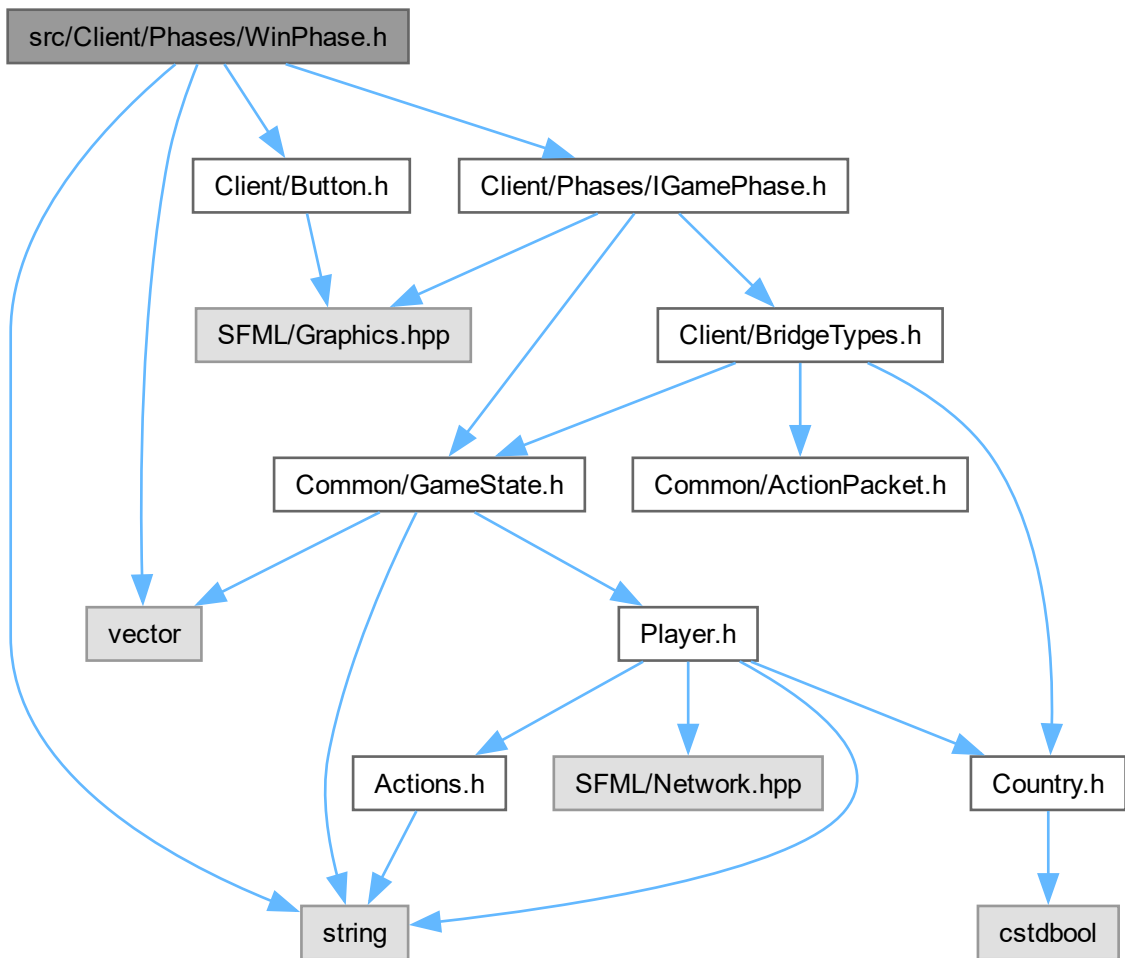 src/Client/Phases/WinPhase.h
Client/Button.h
Client/Phases/IGamePhase.h
SFML/Graphics.hpp
Client/BridgeTypes.h
Common/GameState.h
Common/ActionPacket.h
vector
Player.h
Actions.h
SFML/Network.hpp
Country.h
string
cstdbool